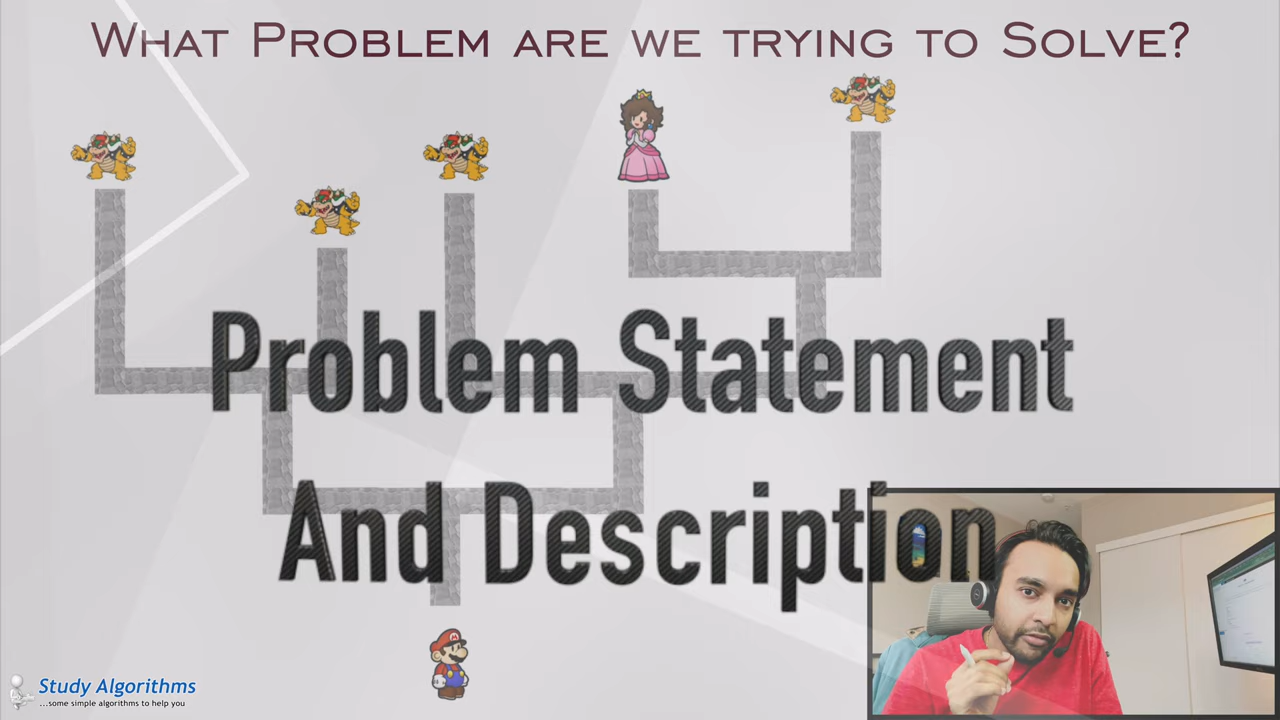 What Problem are we trying to Solve?
Problem Statement
And Description
Study Algorithms
...some simple algorithms to help you